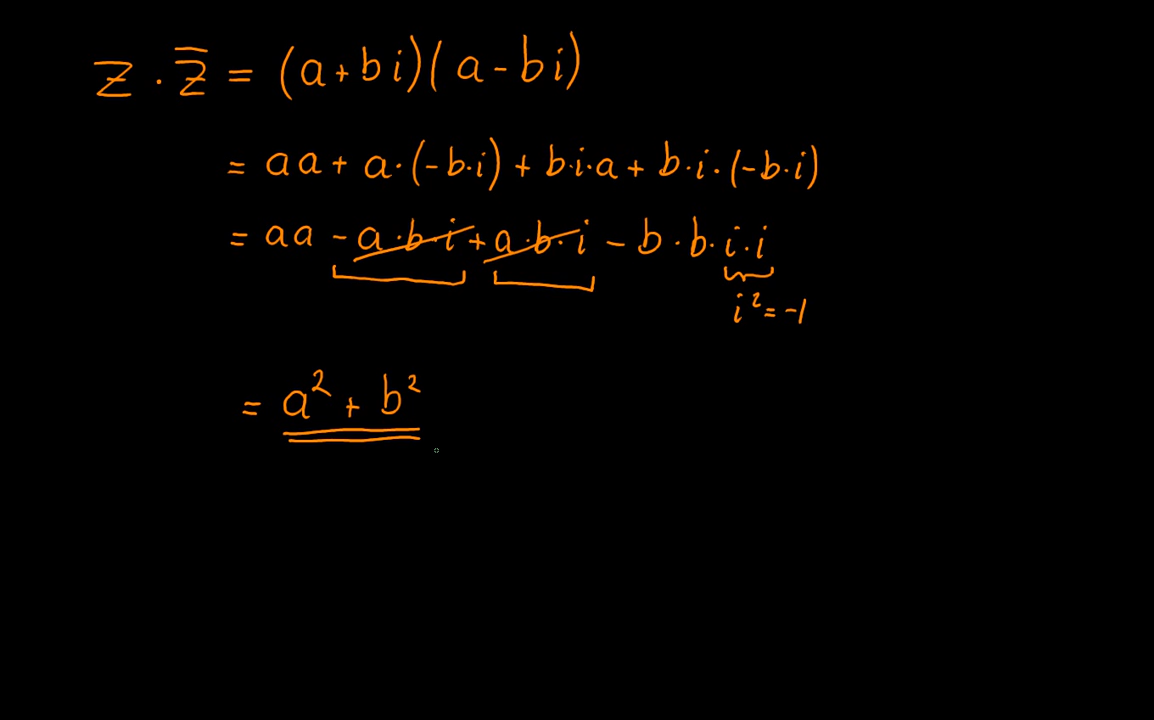 z · z̅ = (a+bi)(a-bi)
= aa + a·(-b·i) + b·i·a + b·i·(-b·i)
= aa - a·b·i + a·b·i - b·b·i·i
i² = -1
= a² + b²